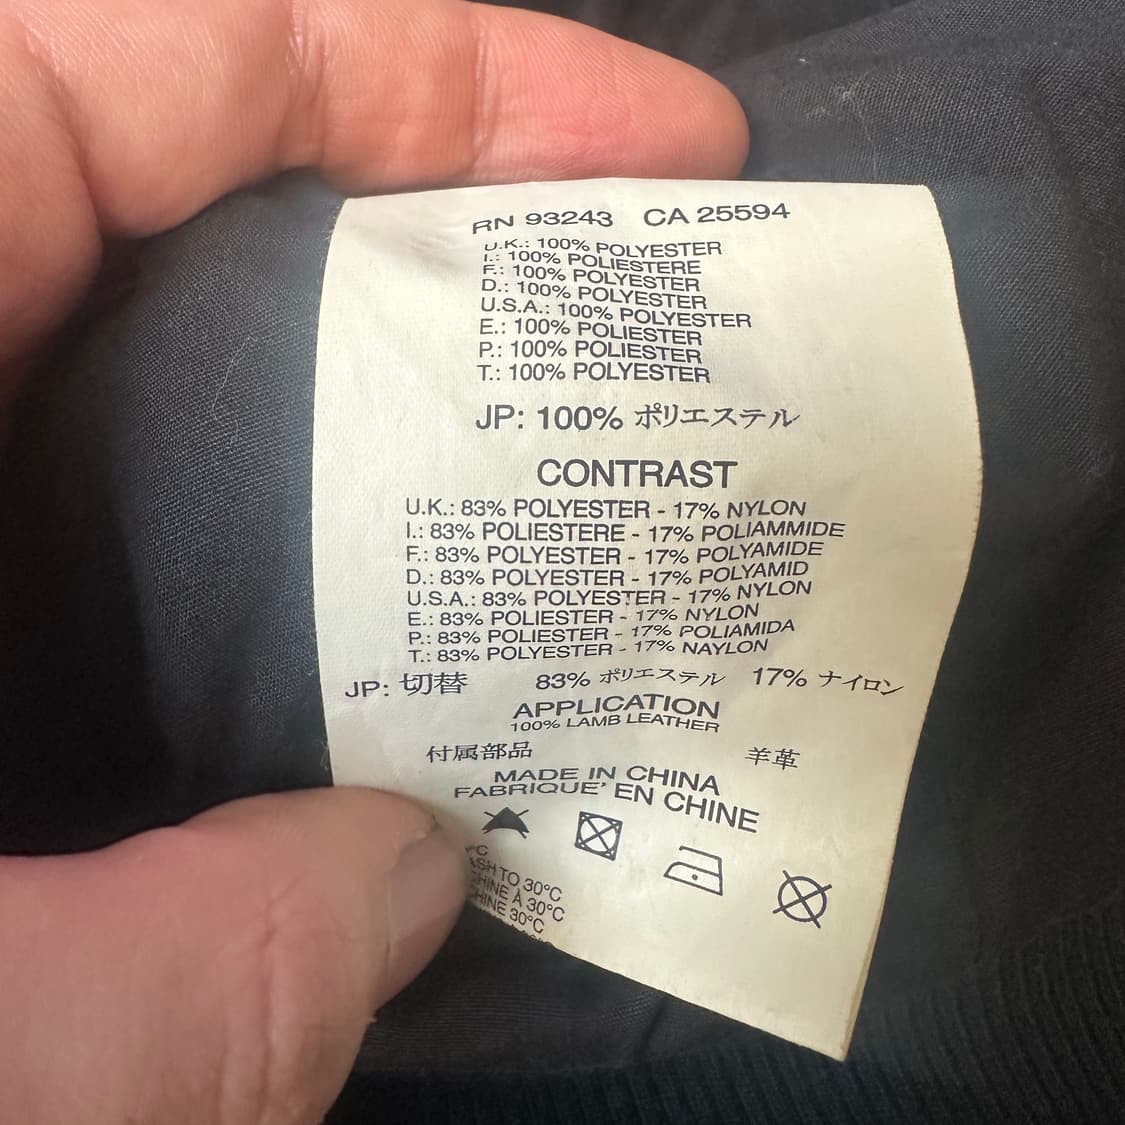 RN 93243 CA 25594
U.K.: 100% POLYESTER
I.: 100% POLIESTERE
F.: 100% POLYESTER
D.: 100% POLYESTER
U.S.A.: 100% POLYESTER
E.: 100% POLIESTER
P.: 100% POLIESTER
T.: 100% POLYESTER
JP: 100% ポリエステル
CONTRAST
U.K.: 83% POLYESTER - 17% NYLON
I.: 83% POLIESTERE - 17% POLIAMMIDE
F.: 83% POLYESTER - 17% POLYAMIDE
D.: 83% POLYESTER - 17% POLYAMID
U.S.A.: 83% POLYESTER - 17% NYLON
E.: 83% POLIESTER - 17% NYLON
P.: 83% POLIESTER - 17% POLIAMIDA
T.: 83% POLYESTER - 17% NAYLON
JP: 切替 83% ポリエステル 17% ナイロン
APPLICATION
100% LAMB LEATHER
付属部品 羊革
MADE IN CHINA
FABRIQUE' EN CHINE
TO 30°C
À 30°C
30°C